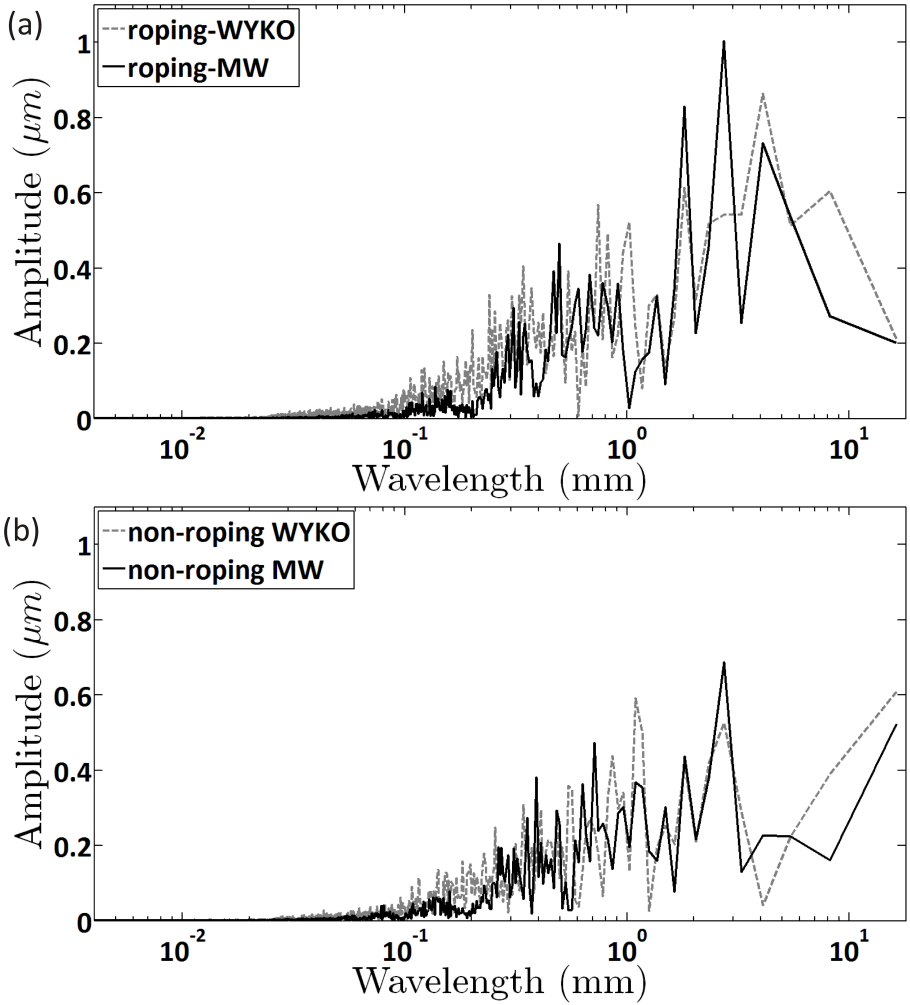 (a)
roping-WYKO
roping-MW
1
0.8
0.6
0.4
0.2
0
Amplitude (μm)
10⁻² 10⁻¹ 10⁰ 10¹
Wavelength (mm)
(b)
non-roping WYKO
non-roping MW
1
0.8
0.6
0.4
0.2
0
Amplitude (μm)
10⁻² 10⁻¹ 10⁰ 10¹
Wavelength (mm)